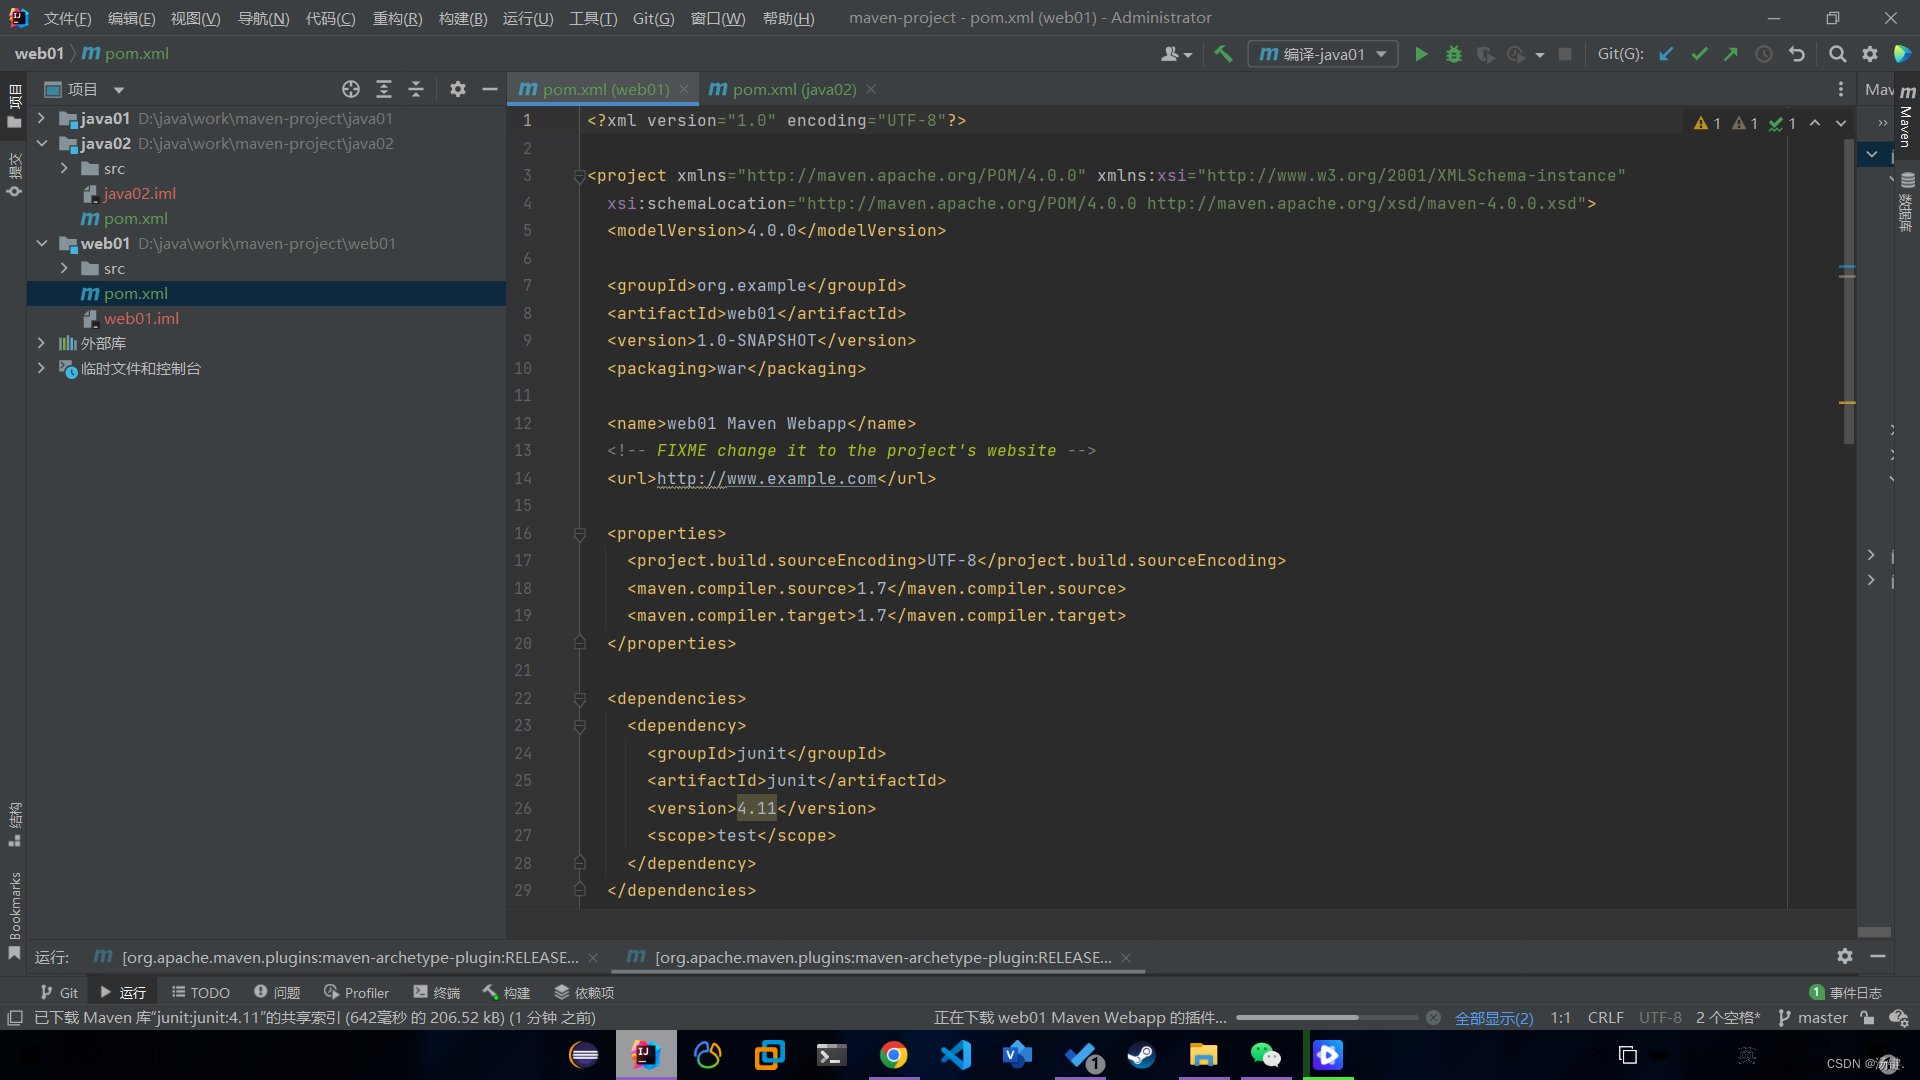 文件(F) 编辑(E) 视图(V) 导航(N) 代码(C) 重构(R) 构建(B) 运行(U) 工具(T) Git(G) 窗口(W) 帮助(H) maven-project - pom.xml (web01) - Administrator
web01 pom.xml
编译-java01 Git(G):
项目
pom.xml (web01) pom.xml (java02)
Mav
java01 D:\java\work\maven-project\java01
java02 D:\java\work\maven-project\java02
src
java02.iml
pom.xml
web01 D:\java\work\maven-project\web01
src
pom.xml
web01.iml
外部库
临时文件和控制台
项目
提交
结构
Bookmarks
1 <?xml version="1.0" encoding="UTF-8"?>
2
3 <project xmlns="http://maven.apache.org/POM/4.0.0" xmlns:xsi="http://www.w3.org/2001/XMLSchema-instance"
4 xsi:schemaLocation="http://maven.apache.org/POM/4.0.0 http://maven.apache.org/xsd/maven-4.0.0.xsd">
5 <modelVersion>4.0.0</modelVersion>
6
7 <groupId>org.example</groupId>
8 <artifactId>web01</artifactId>
9 <version>1.0-SNAPSHOT</version>
10 <packaging>war</packaging>
11
12 <name>web01 Maven Webapp</name>
13 <!-- FIXME change it to the project's website -->
14 <url>http://www.example.com</url>
15
16 <properties>
17 <project.build.sourceEncoding>UTF-8</project.build.sourceEncoding>
18 <maven.compiler.source>1.7</maven.compiler.source>
19 <maven.compiler.target>1.7</maven.compiler.target>
20 </properties>
21
22 <dependencies>
23 <dependency>
24 <groupId>junit</groupId>
25 <artifactId>junit</artifactId>
26 <version>4.11</version>
27 <scope>test</scope>
28 </dependency>
29 </dependencies>
1 1 1
Maven
数据库
运行: [org.apache.maven.plugins:maven-archetype-plugin:RELEASE... [org.apache.maven.plugins:maven-archetype-plugin:RELEASE...
Git 运行 TODO 问题 Profiler 终端 构建 依赖项 1 事件日志
已下载 Maven 库“junit:junit:4.11”的共享索引 (642毫秒 的 206.52 kB) (1 分钟 之前) 正在下载 web01 Maven Webapp 的插件... 全部显示(2) 1:1 CRLF UTF-8 2 个空格* master
1
英
CSDN @汤键.